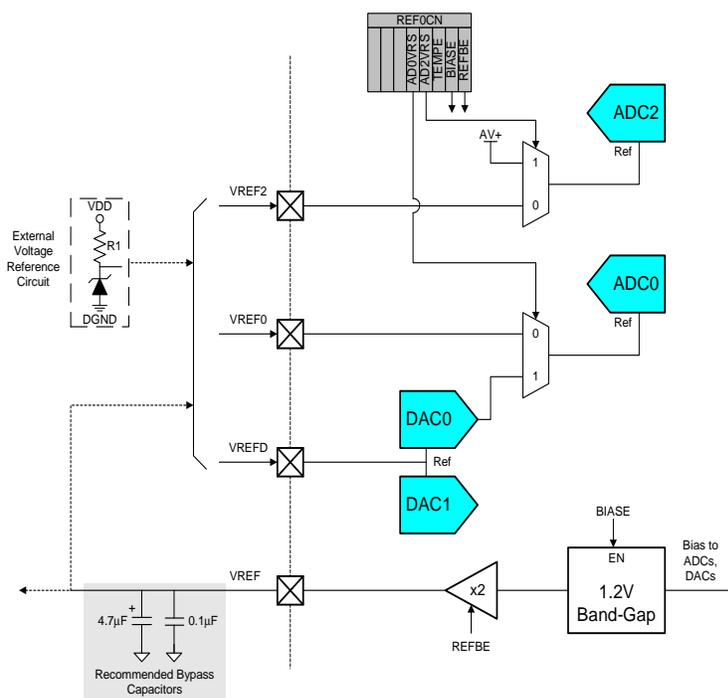 REF0CN
AD0VRS
AD2VRS
TEMPE
BIASE
REFBE
ADC2
Ref
AV+
1
0
VREF2
VDD
R1
DGND
External
Voltage
Reference
Circuit
ADC0
Ref
VREF0
0
1
DAC0
VREFD
Ref
DAC1
BIASE
EN
1.2V
Band-Gap
Bias to
ADCs,
DACs
VREF
x2
REFBE
+
4.7µF
0.1µF
Recommended Bypass
Capacitors